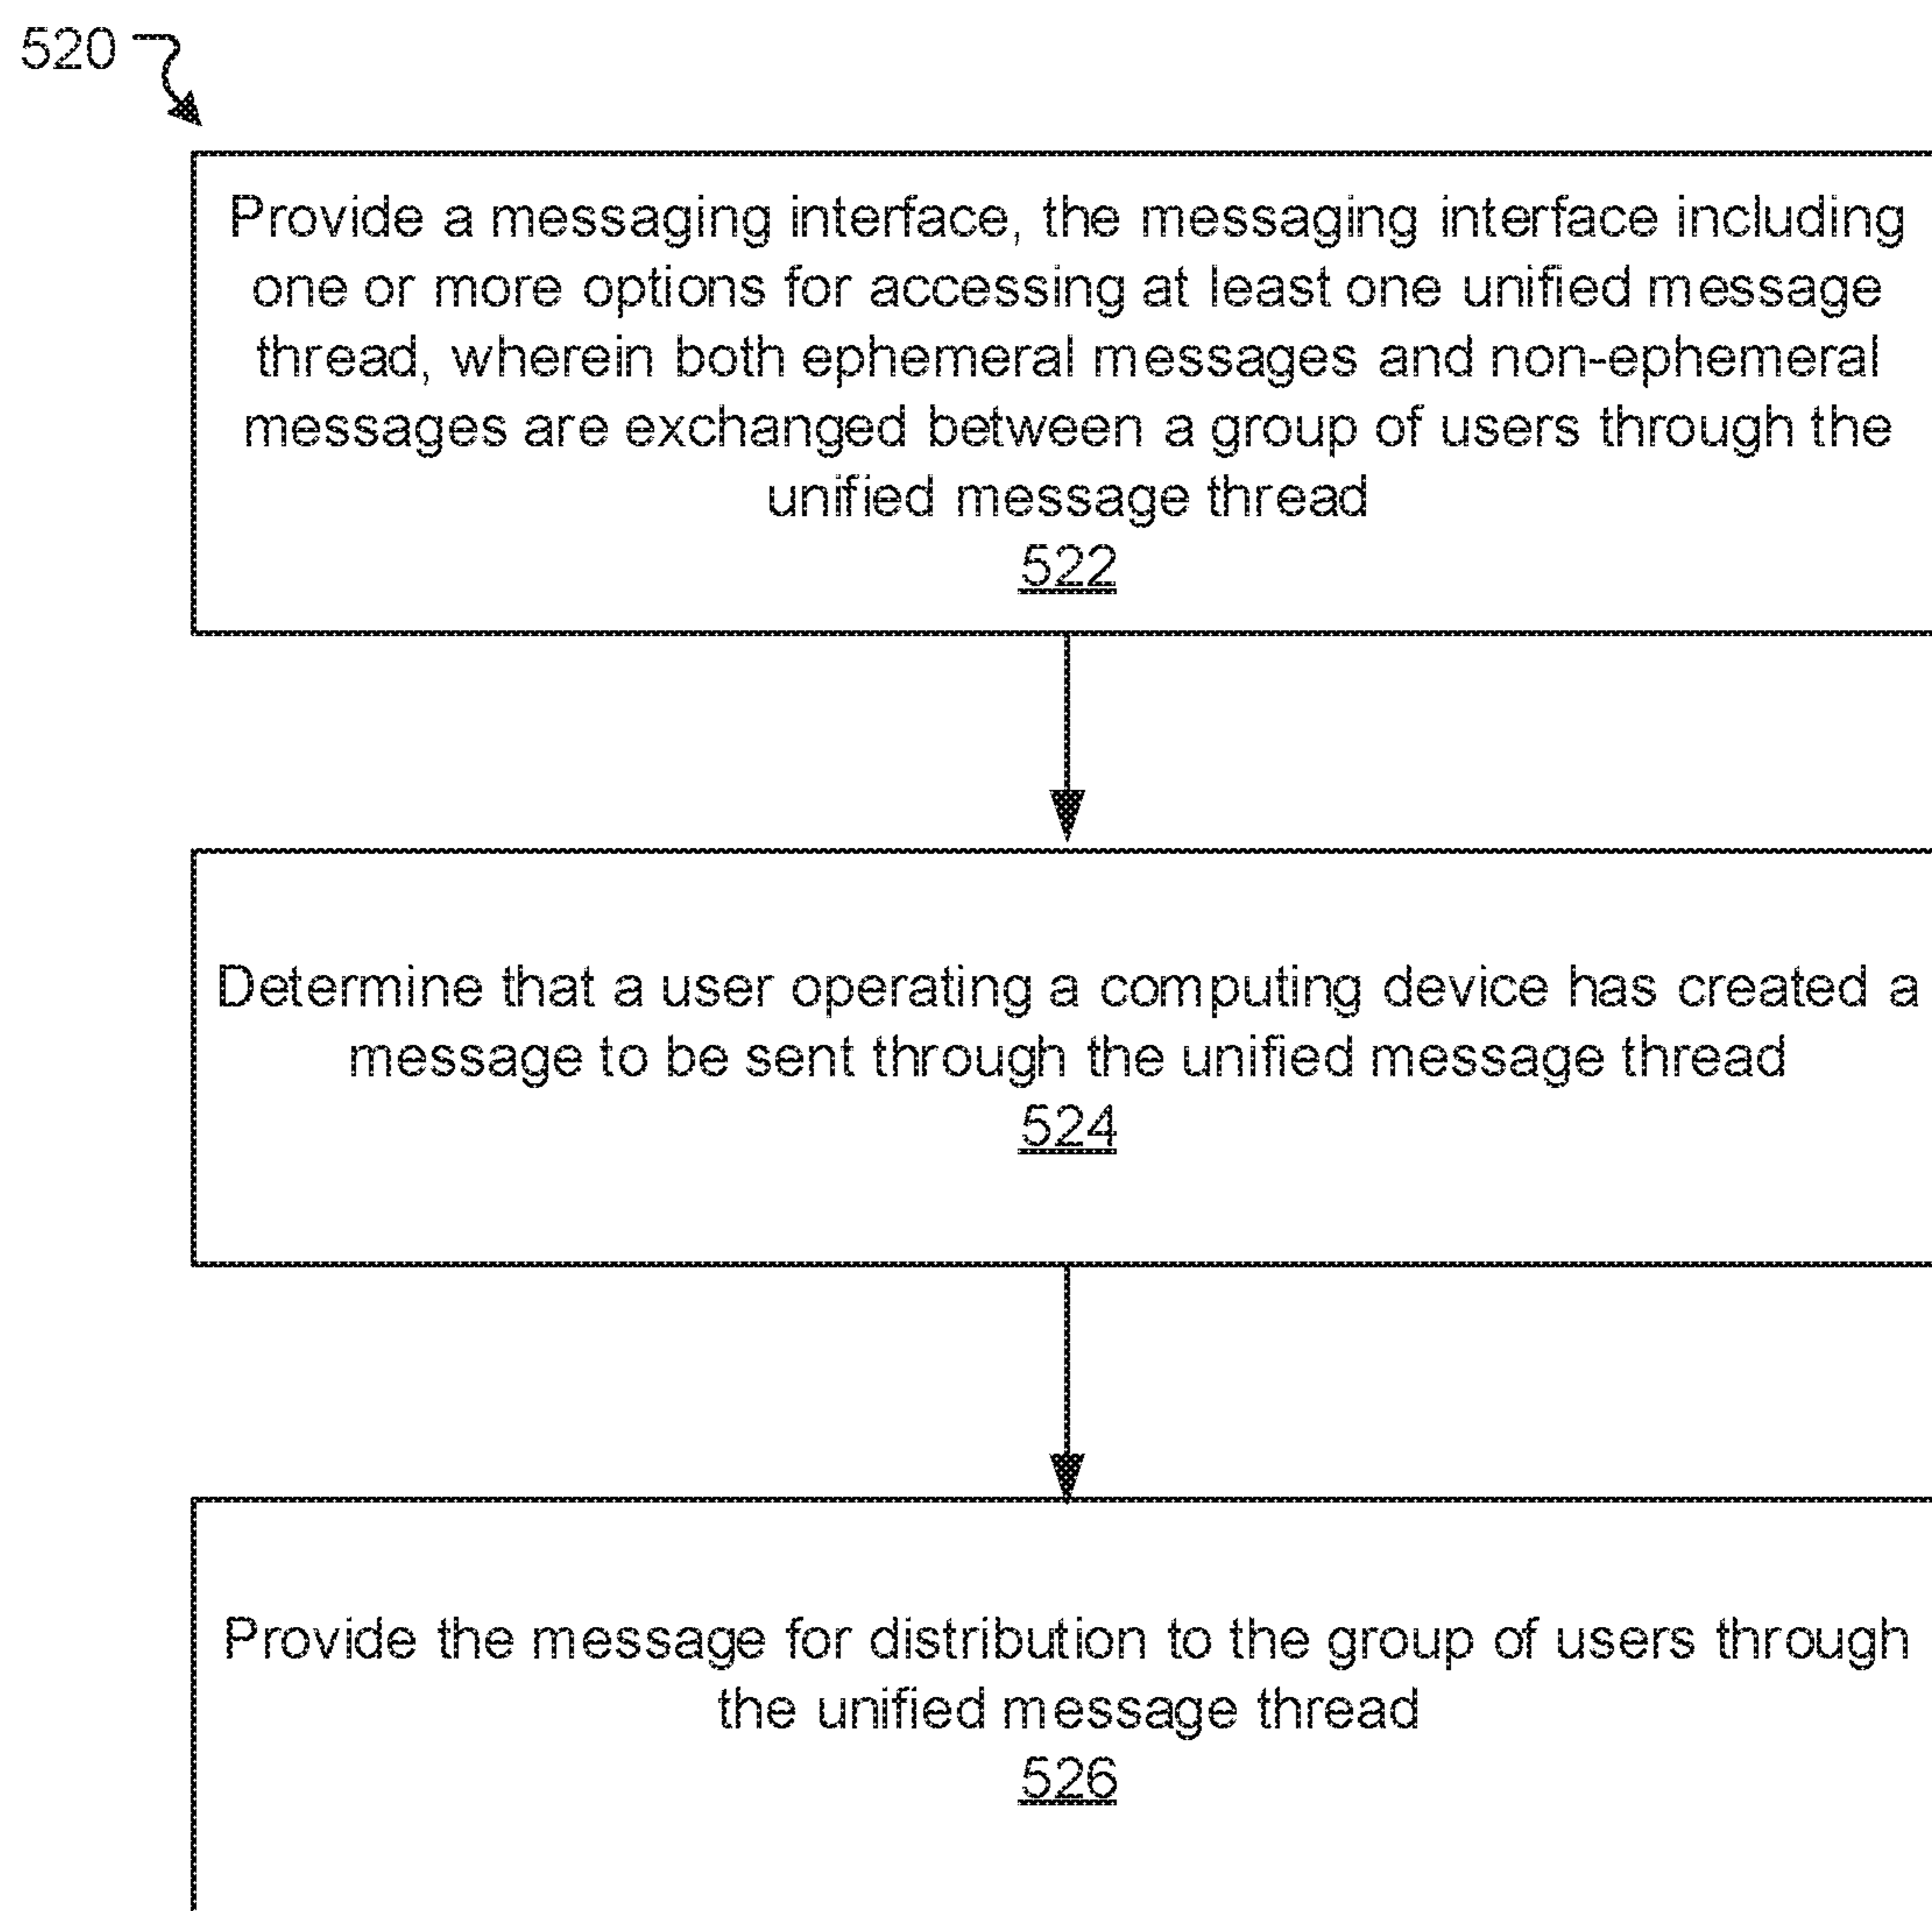 520
Provide a messaging interface, the messaging interface including
one or more options for accessing at least one unified message
thread, wherein both ephemeral messages and non-ephemeral
messages are exchanged between a group of users through the
unified message thread
522
Determine that a user operating a computing device has created a
message to be sent through the unified message thread
524
Provide the message for distribution to the group of users through
the unified message thread
526